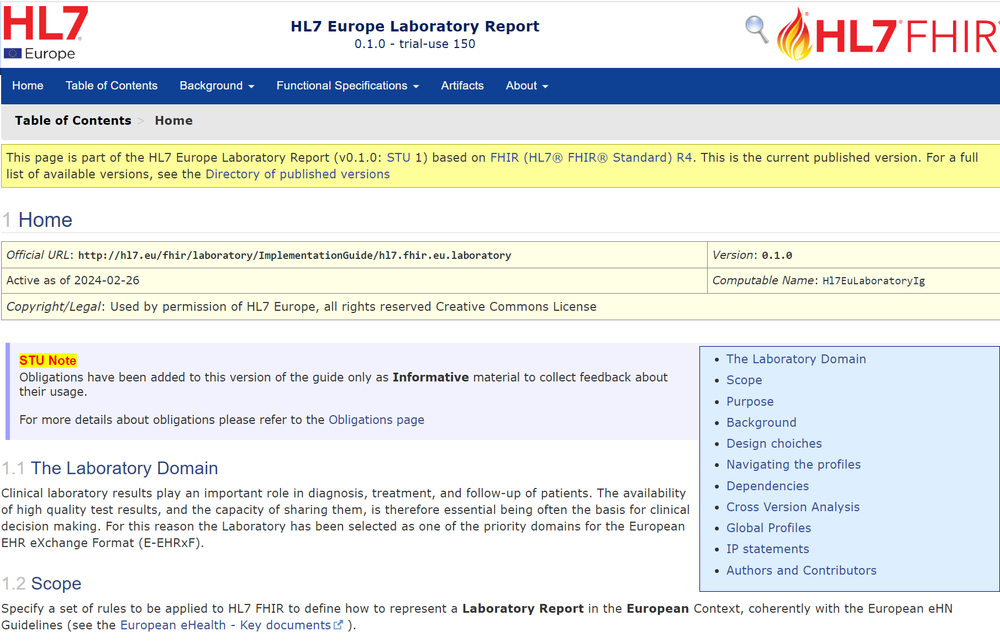 HL7®
Europe
HL7 Europe Laboratory Report
0.1.0 - trial-use 150
HL7® FHIR®
Home Table of Contents Background Functional Specifications Artifacts About
Table of Contents > Home
This page is part of the HL7 Europe Laboratory Report (v0.1.0: STU 1) based on FHIR (HL7® FHIR® Standard) R4. This is the current published version. For a full
list of available versions, see the Directory of published versions
1 Home
Official URL: http://hl7.eu/fhir/laboratory/ImplementationGuide/hl7.fhir.eu.laboratory Version: 0.1.0
Active as of 2024-02-26 Computable Name: Hl7EuLaboratoryIg
Copyright/Legal: Used by permission of HL7 Europe, all rights reserved Creative Commons License
STU Note
Obligations have been added to this version of the guide only as Informative material to collect feedback about
their usage.
For more details about obligations please refer to the Obligations page
The Laboratory Domain
Scope
Purpose
Background
Design choiches
Navigating the profiles
Dependencies
Cross Version Analysis
Global Profiles
IP statements
Authors and Contributors
1.1 The Laboratory Domain
Clinical laboratory results play an important role in diagnosis, treatment, and follow-up of patients. The availability
of high quality test results, and the capacity of sharing them, is therefore essential being often the basis for clinical
decision making. For this reason the Laboratory has been selected as one of the priority domains for the European
EHR eXchange Format (E-EHRxF).
1.2 Scope
Specify a set of rules to be applied to HL7 FHIR to define how to represent a Laboratory Report in the European Context, coherently with the European eHN
Guidelines (see the European eHealth - Key documents ).